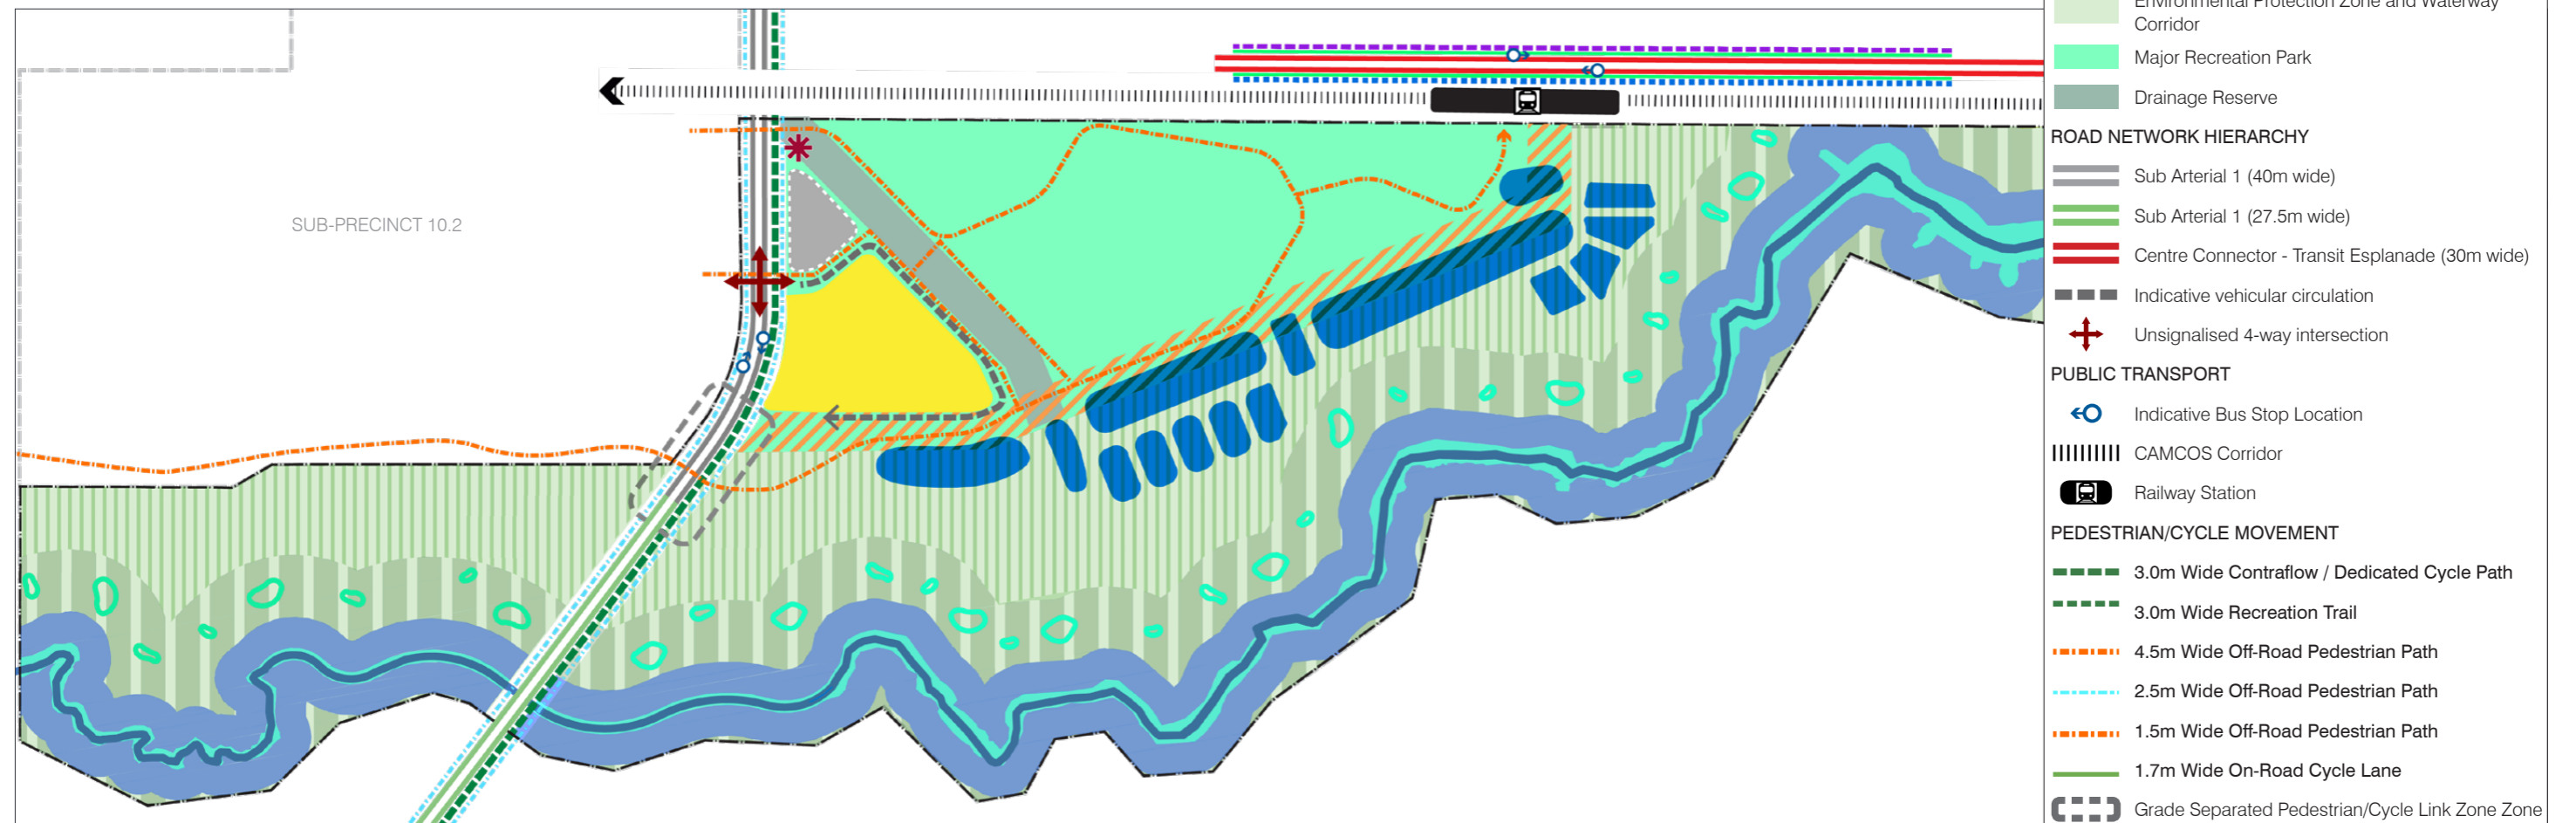 SUB-PRECINCT 10.2
Environmental Protection Zone and Waterway
Corridor
Major Recreation Park
Drainage Reserve
ROAD NETWORK HIERARCHY
Sub Arterial 1 (40m wide)
Sub Arterial 1 (27.5m wide)
Centre Connector - Transit Esplanade (30m wide)
Indicative vehicular circulation
Unsignalised 4-way intersection
PUBLIC TRANSPORT
Indicative Bus Stop Location
CAMCOS Corridor
Railway Station
PEDESTRIAN/CYCLE MOVEMENT
3.0m Wide Contraflow / Dedicated Cycle Path
3.0m Wide Recreation Trail
4.5m Wide Off-Road Pedestrian Path
2.5m Wide Off-Road Pedestrian Path
1.5m Wide Off-Road Pedestrian Path
1.7m Wide On-Road Cycle Lane
Grade Separated Pedestrian/Cycle Link Zone Zone